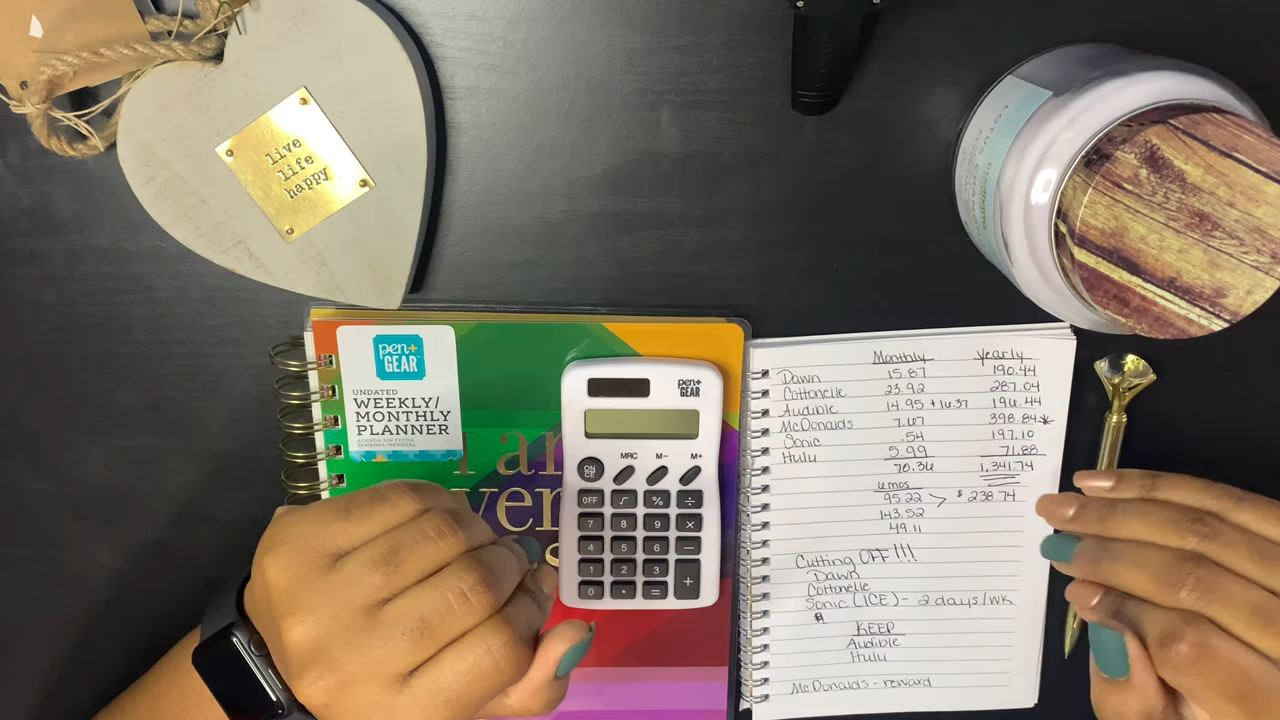 live
life
happy
LOTUS
pen+
GEAR
UNDATED
WEEKLY/
MONTHLY
PLANNER
AGENDA SIN FECHA
SEMANAL/MENSUAL
pen+
GEAR
MRC M- M+
ON
CE
OFF √ % ÷
7 8 9 ×
4 5 6 −
1 2 3 +
0 • =
Monthly yearly
Dawn 15.87 190.44
Cottonelle 23.92 287.04
Audible 14.95 + 16.37 196.44
McDonalds 7.67 398.84*
Sonic .54 197.10
Hulu 5.99 71.88
70.36 1,341.74
6mos
95.22 > $238.74
143.52
49.11
Cutting OFF!!!
Dawn
Cottonelle
Sonic (ICE) - 2 days/wk
KEEP
Audible
Hulu
McDonalds - reward